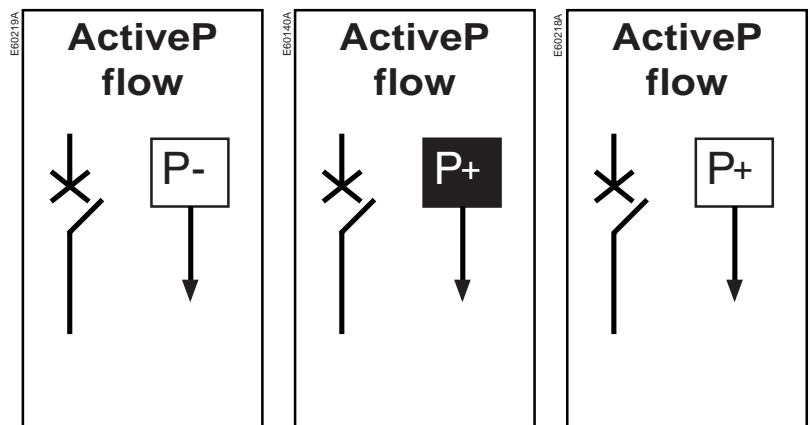 E60219A
ActiveP
flow
P-
E60140A
ActiveP
flow
P+
E60218A
ActiveP
flow
P+